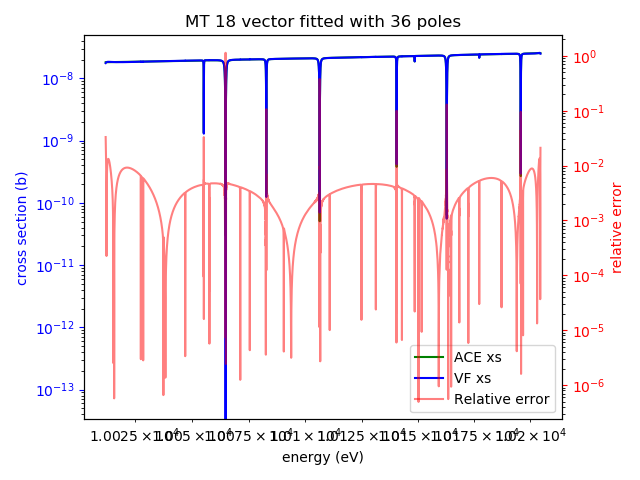 MT 18 vector fitted with 36 poles
10⁻⁸
10⁻⁹
10⁻¹⁰
10⁻¹¹
10⁻¹²
10⁻¹³
cross section (b)
10⁰
10⁻¹
10⁻²
10⁻³
10⁻⁴
10⁻⁵
10⁻⁶
relative error
ACE xs
VF xs
Relative error
energy (eV)